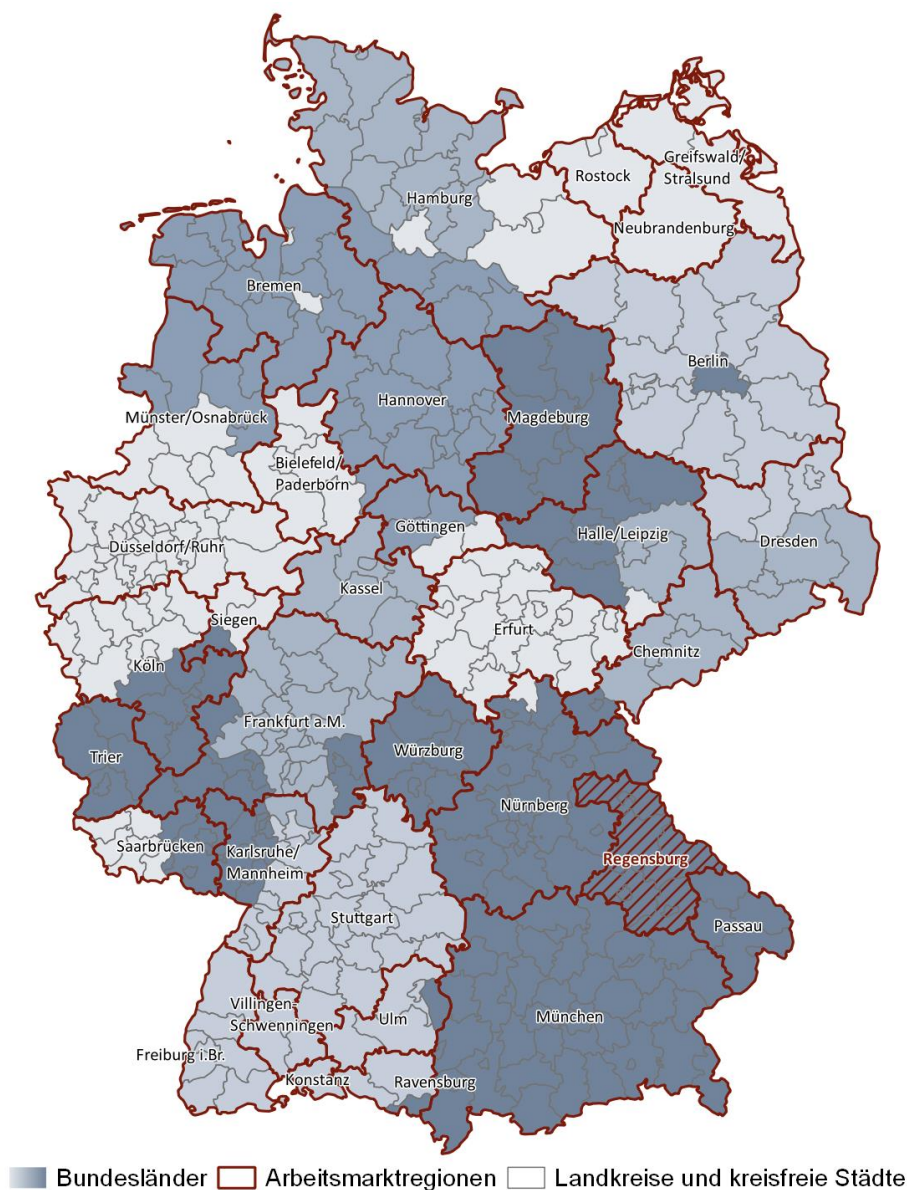 Greifswald/
Stralsund
Rostock
Hamburg
Neubrandenburg
Bremen
Berlin
Hannover
Münster/Osnabrück
Magdeburg
Bielefeld/
Paderborn
Göttingen
Halle/Leipzig
Düsseldorf/Ruhr
Dresden
Kassel
Siegen
Erfurt
Chemnitz
Köln
Frankfurt a.M.
Trier
Würzburg
Nürnberg
Saarbrücken
Karlsruhe/
Mannheim
Regensburg
Stuttgart
Passau
Villingen-
Schwenningen
Ulm
München
Freiburg i.Br.
Konstanz
Ravensburg
Bundesländer Arbeitsmarktregionen Landkreise und kreisfreie Städte